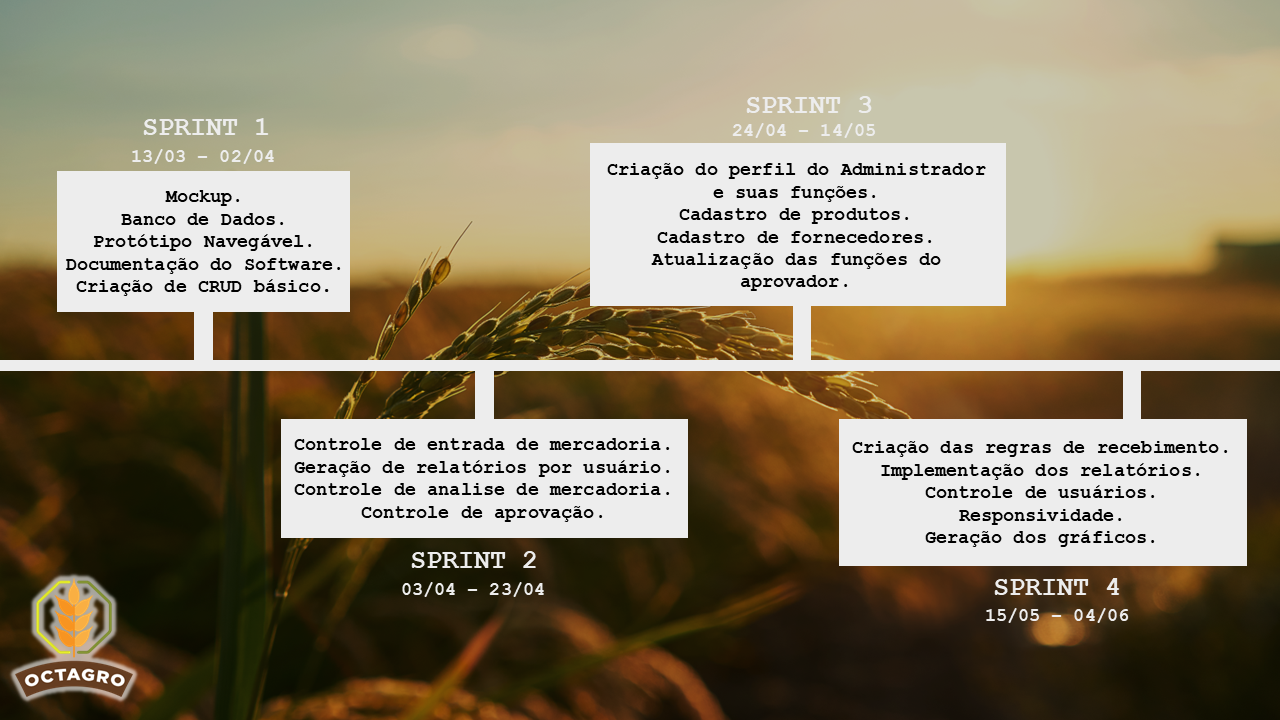 SPRINT 1
13/03 – 02/04
Mockup.
Banco de Dados.
Protótipo Navegável.
Documentação do Software.
Criação de CRUD básico.
Controle de entrada de mercadoria.
Geração de relatórios por usuário.
Controle de analise de mercadoria.
Controle de aprovação.
SPRINT 2
03/04 – 23/04
SPRINT 3
24/04 – 14/05
Criação do perfil do Administrador
e suas funções.
Cadastro de produtos.
Cadastro de fornecedores.
Atualização das funções do
aprovador.
Criação das regras de recebimento.
Implementação dos relatórios.
Controle de usuários.
Responsividade.
Geração dos gráficos.
SPRINT 4
15/05 – 04/06
OCTAGRO